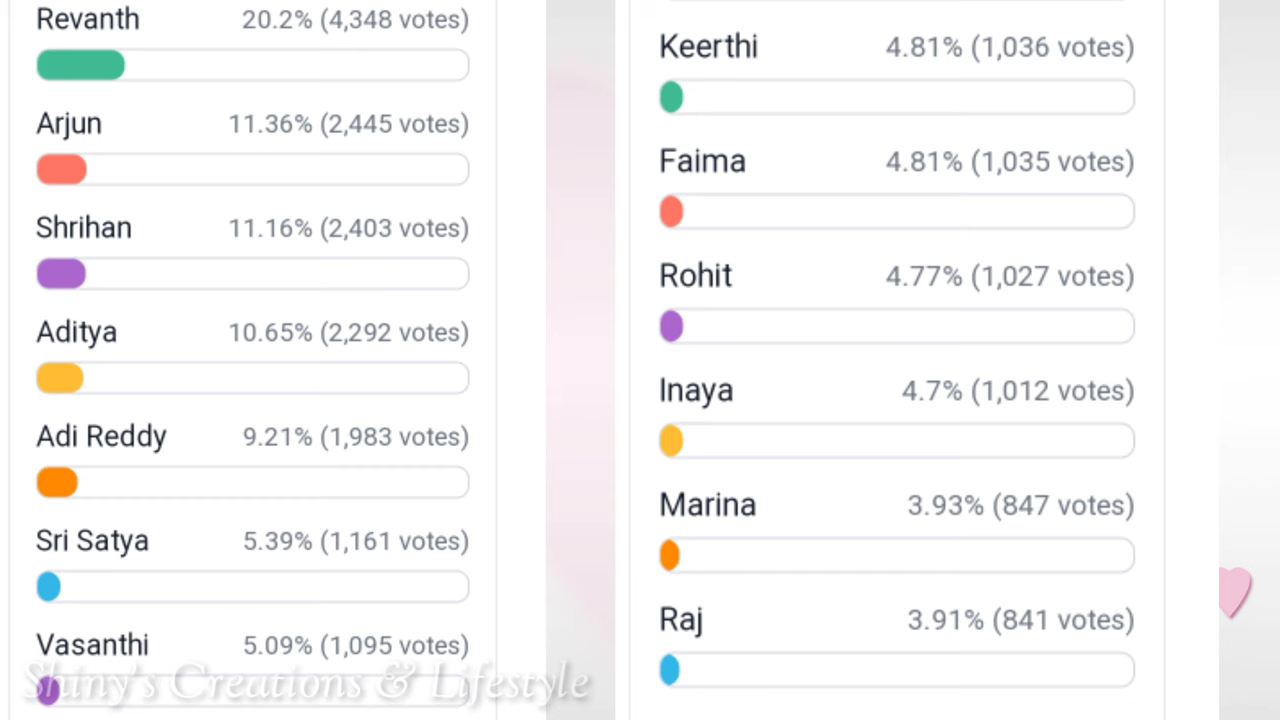 Revanth 20.2% (4,348 votes)
Arjun 11.36% (2,445 votes)
Shrihan 11.16% (2,403 votes)
Aditya 10.65% (2,292 votes)
Adi Reddy 9.21% (1,983 votes)
Sri Satya 5.39% (1,161 votes)
Vasanthi 5.09% (1,095 votes)
Shiny's Creations & Lifestyle
Keerthi 4.81% (1,036 votes)
Faima 4.81% (1,035 votes)
Rohit 4.77% (1,027 votes)
Inaya 4.7% (1,012 votes)
Marina 3.93% (847 votes)
Raj 3.91% (841 votes)